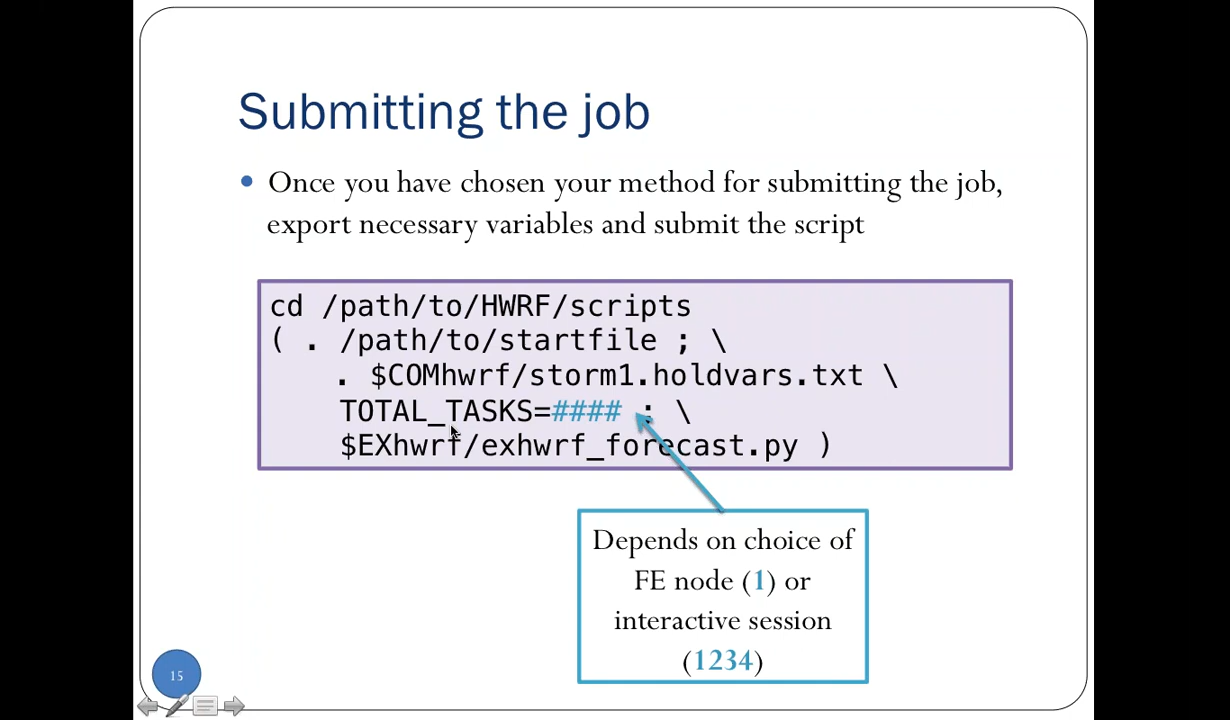 Submitting the job
• Once you have chosen your method for submitting the job,
export necessary variables and submit the script
cd /path/to/HWRF/scripts
( . /path/to/startfile ; \
. $COMhwrf/storm1.holdvars.txt \
TOTAL_TASKS=#### ; \
$EXhwrf/exhwrf_forecast.py )
Depends on choice of
FE node (1) or
interactive session
(1234)
15